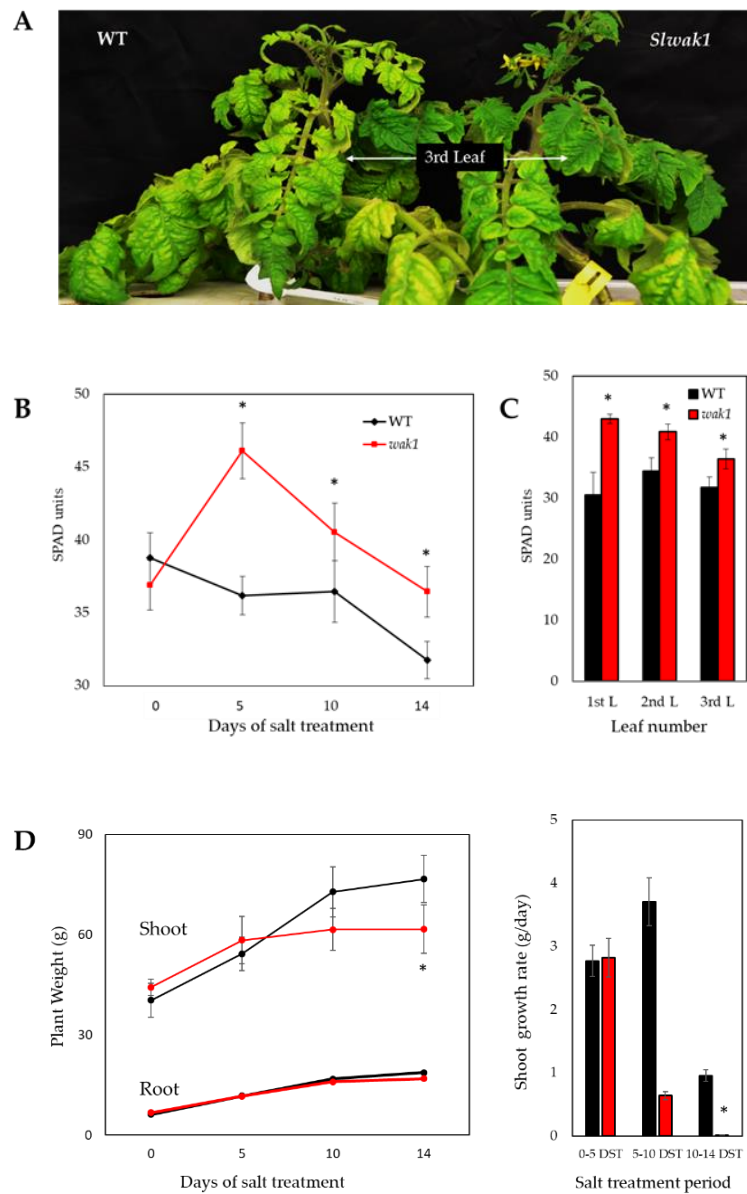 A
WT
Slwak1
3rd Leaf
B
50
45
40
35
30
SPAD units
*
*
*
WT
wak1
0
5
10
14
Days of salt treatment
C
50
40
30
20
10
0
SPAD units
WT
wak1
*
*
*
1st L
2nd L
3rd L
Leaf number
D
90
60
30
0
Plant Weight (g)
Shoot
Root
*
0
5
10
14
Days of salt treatment
5
4
3
2
1
0
Shoot growth rate (g/day)
*
0-5 DST
5-10 DST
10-14 DST
Salt treatment period